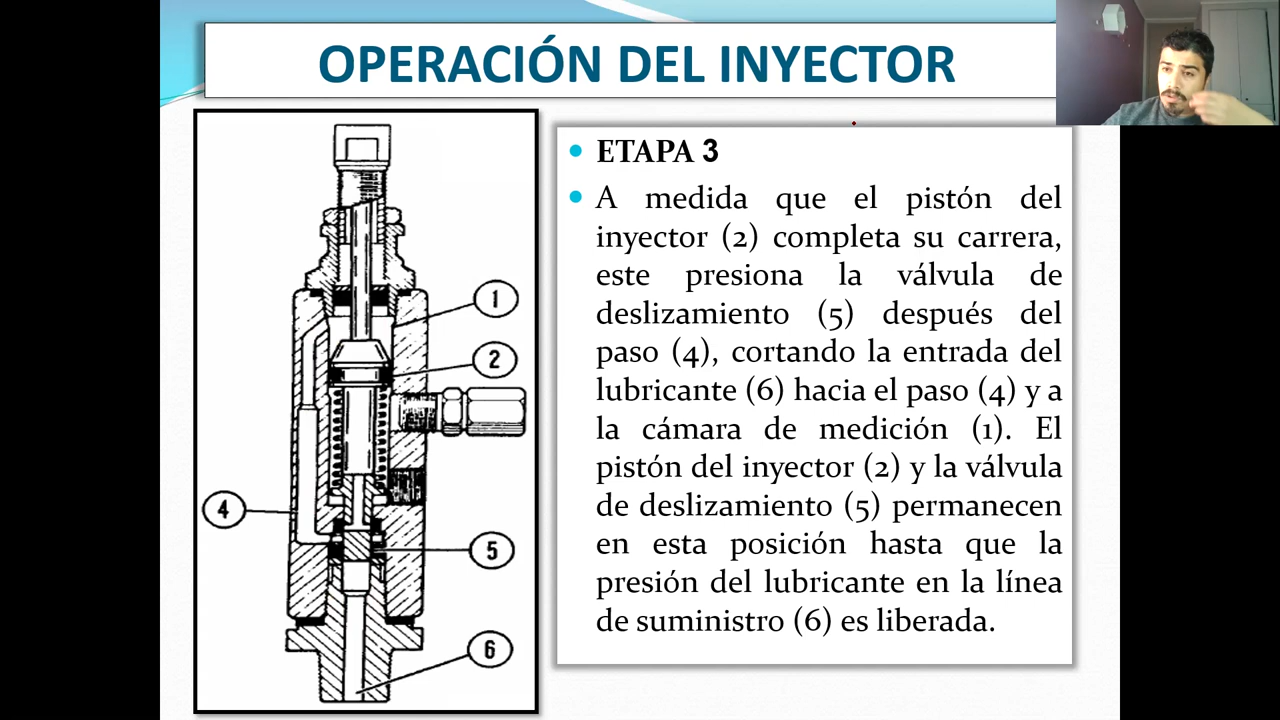 OPERACIÓN DEL INYECTOR
1
2
4
5
6
• ETAPA 3
• A medida que el pistón del
inyector (2) completa su carrera,
este presiona la válvula de
deslizamiento (5) después del
paso (4), cortando la entrada del
lubricante (6) hacia el paso (4) y a
la cámara de medición (1). El
pistón del inyector (2) y la válvula
de deslizamiento (5) permanecen
en esta posición hasta que la
presión del lubricante en la línea
de suministro (6) es liberada.